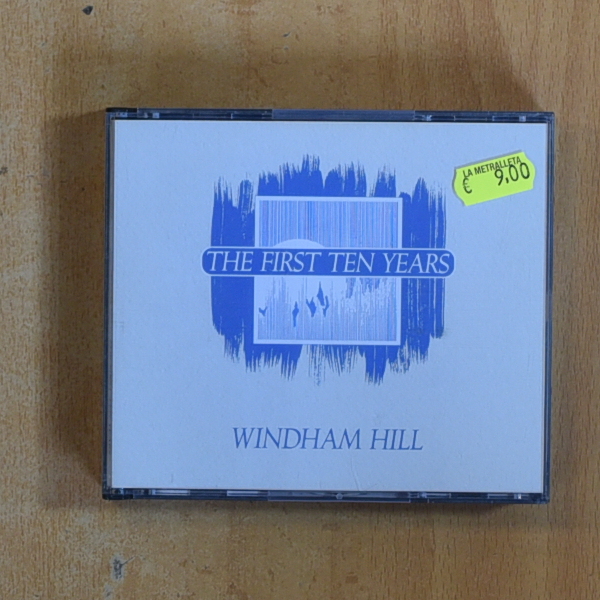 LA METRALLETA
€ 9,00
THE FIRST TEN YEARS
WINDHAM HILL